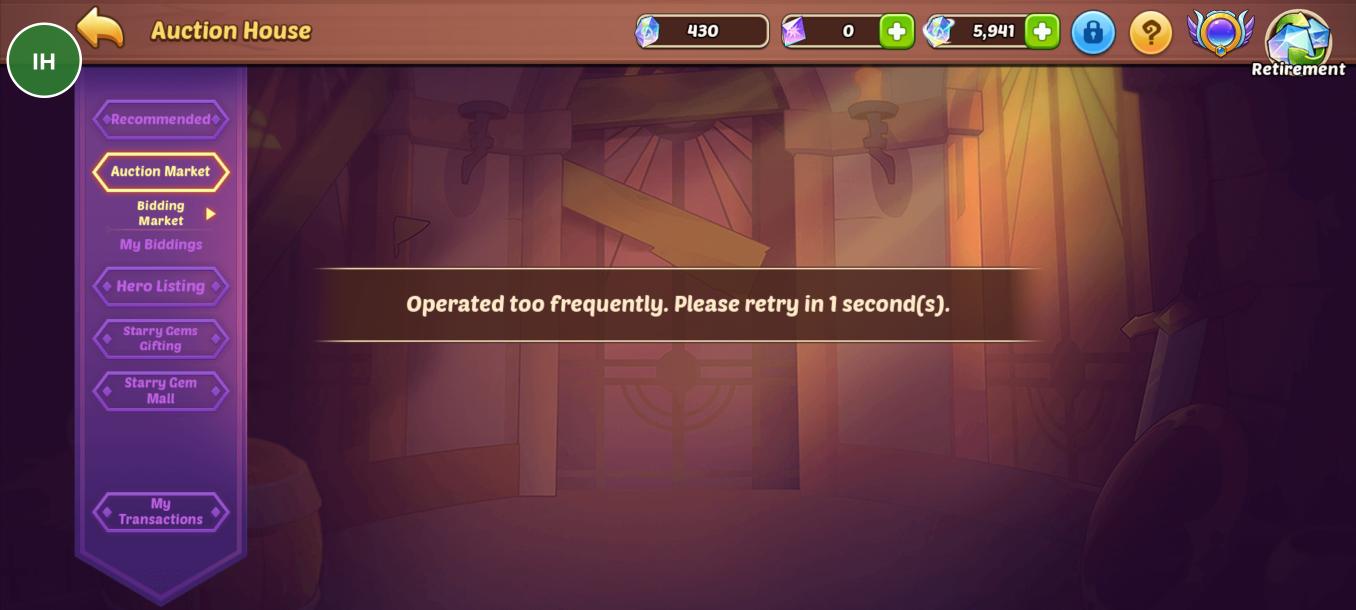 IH
Auction House
430
0
5,941
Retirement
Recommended
Auction Market
Bidding
Market
My Biddings
Hero Listing
Starry Gems
Gifting
Starry Gem
Mall
My
Transactions
Operated too frequently. Please retry in 1 second(s).